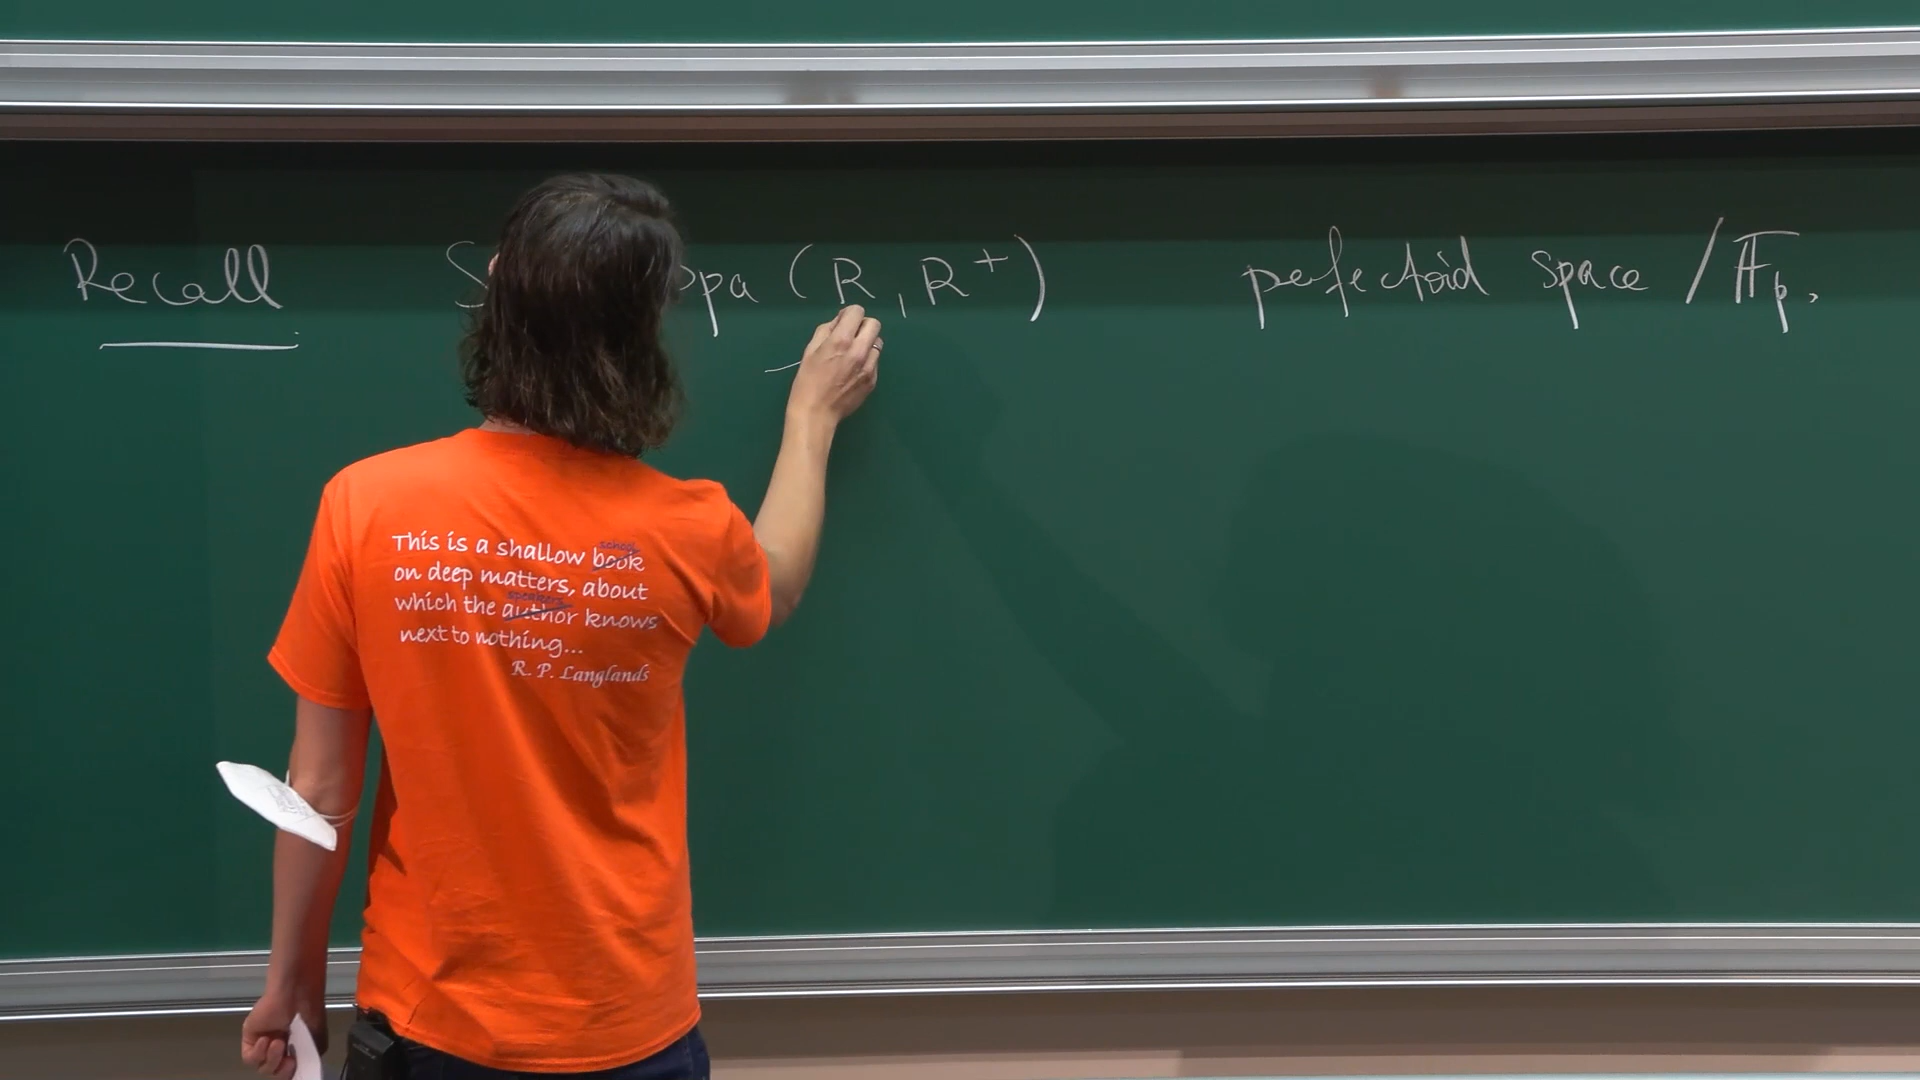 Recall S pa (R, R⁺) perfectoid space / 𝔽p.
This is a shallow book school
on deep matters, about
which the author speakers knows
next to nothing...
R. P. Langlands